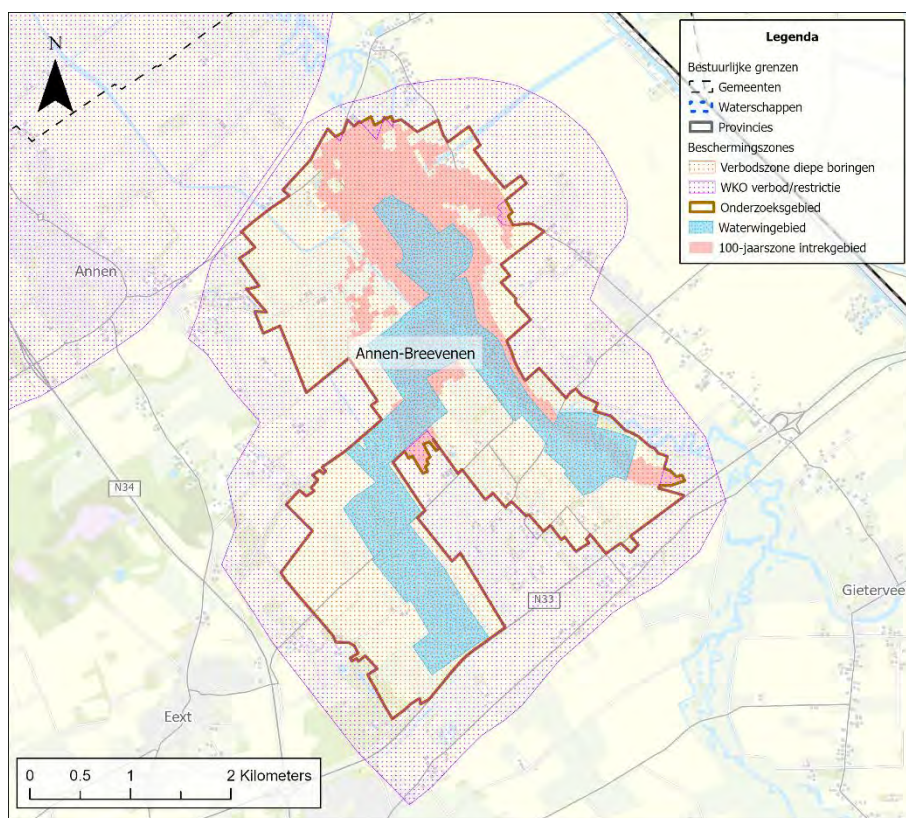 N
Legenda
Bestuurlijke grenzen
Gemeenten
Waterschappen
Provincies
Beschermingszones
Verbodszone diepe boringen
WKO verbod/restrictie
Onderzoeksgebied
Waterwingebied
100-jaarszone intrekgebied
Annen
Annen-Breevenen
N34
N33
Gietervee
Eext
0 0.5 1 2 Kilometers